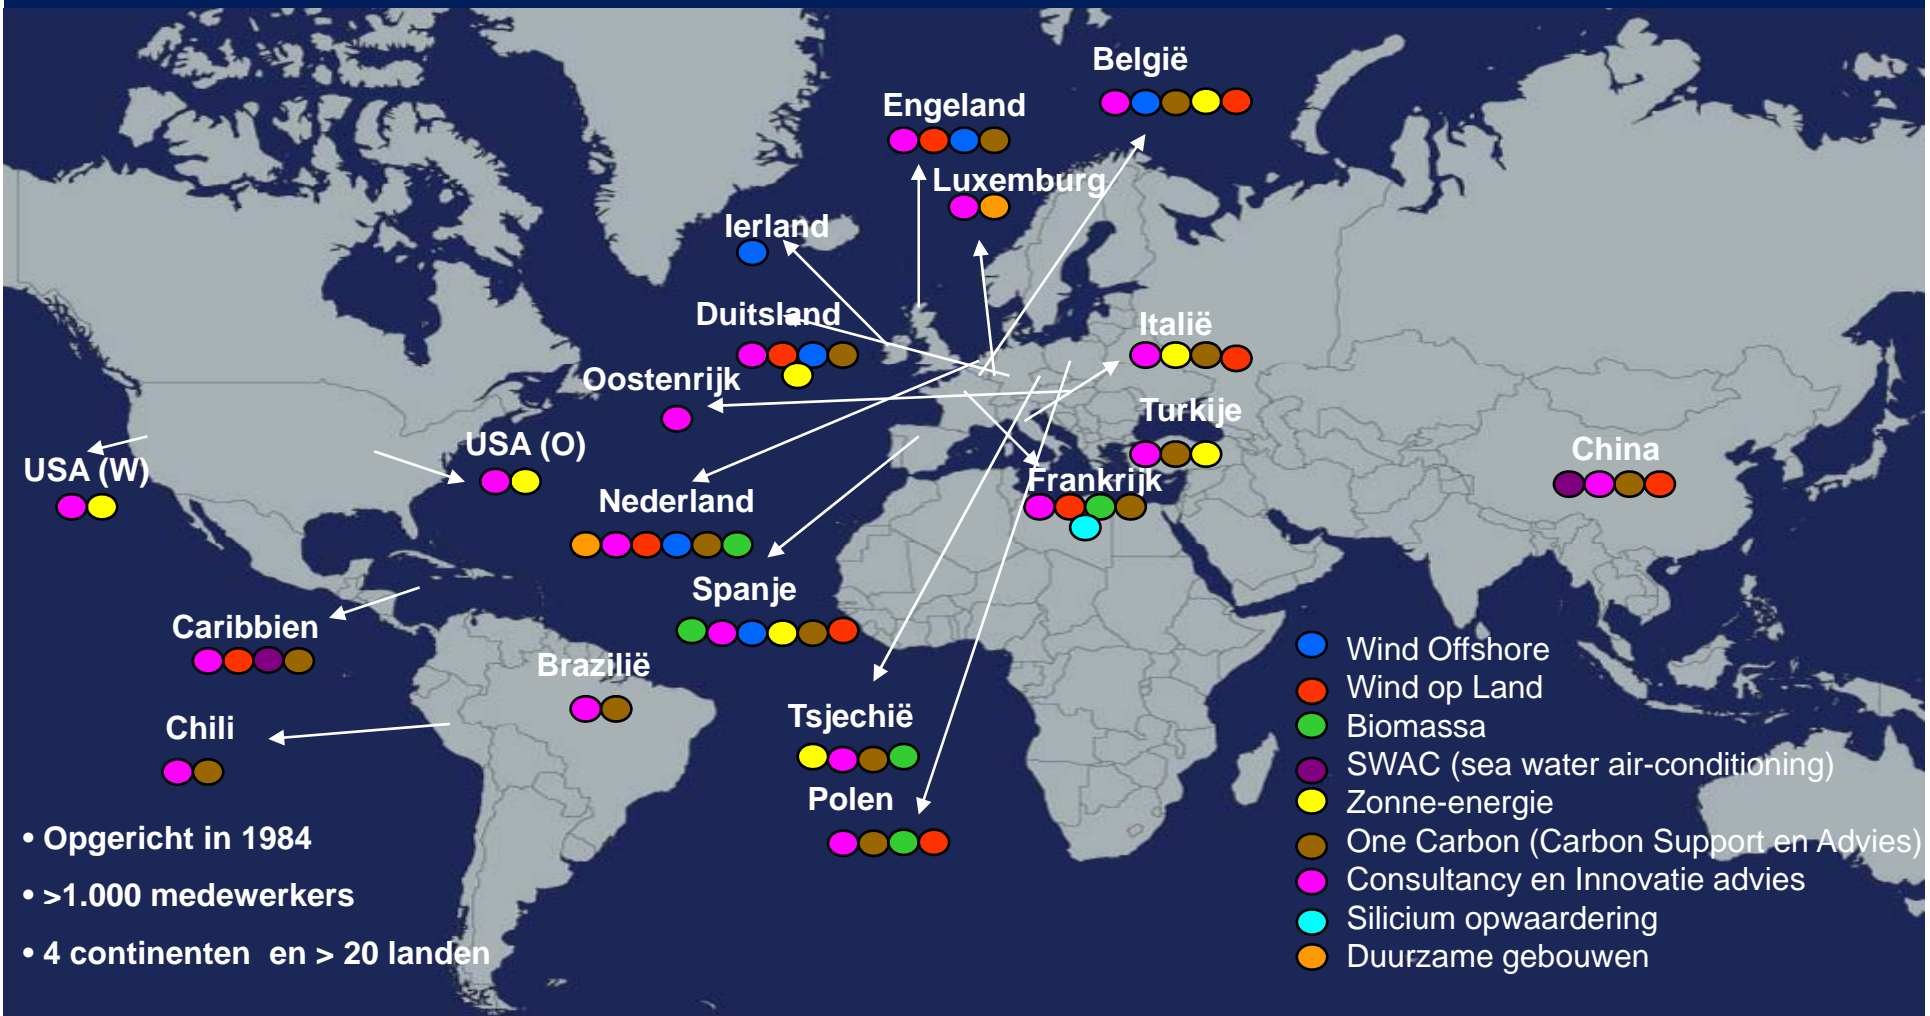 België
Engeland
Luxemburg
Ierland
Duitsland
Italië
Oostenrijk
Turkije
USA (O)
China
USA (W)
Frankrijk
Nederland
Spanje
Caribbien
Brazilië
Chili
Tsjechië
Polen
• Opgericht in 1984
• >1.000 medewerkers
• 4 continenten en > 20 landen
Wind Offshore
Wind op Land
Biomassa
SWAC (sea water air-conditioning)
Zonne-energie
One Carbon (Carbon Support en Advies)
Consultancy en Innovatie advies
Silicium opwaardering
Duurzame gebouwen